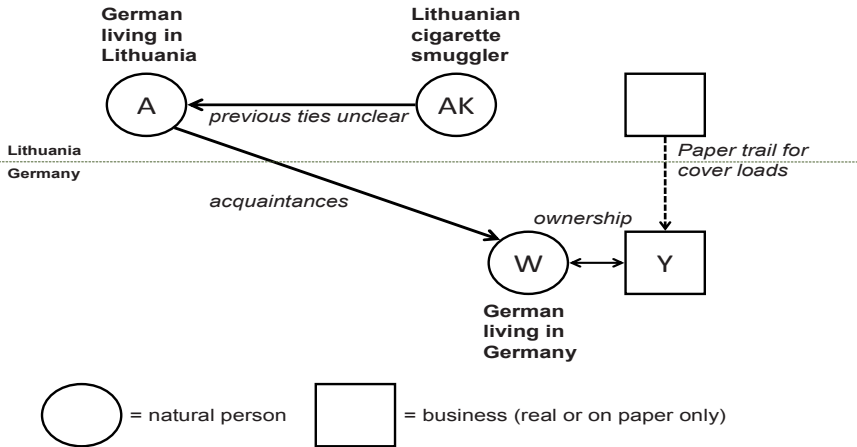 German
living in
Lithuania
Lithuanian
cigarette
smuggler
A
AK
previous ties unclear
Lithuania
Germany
Paper trail for
cover loads
acquaintances
ownership
W
Y
German
living in
Germany
= natural person
= business (real or on paper only)